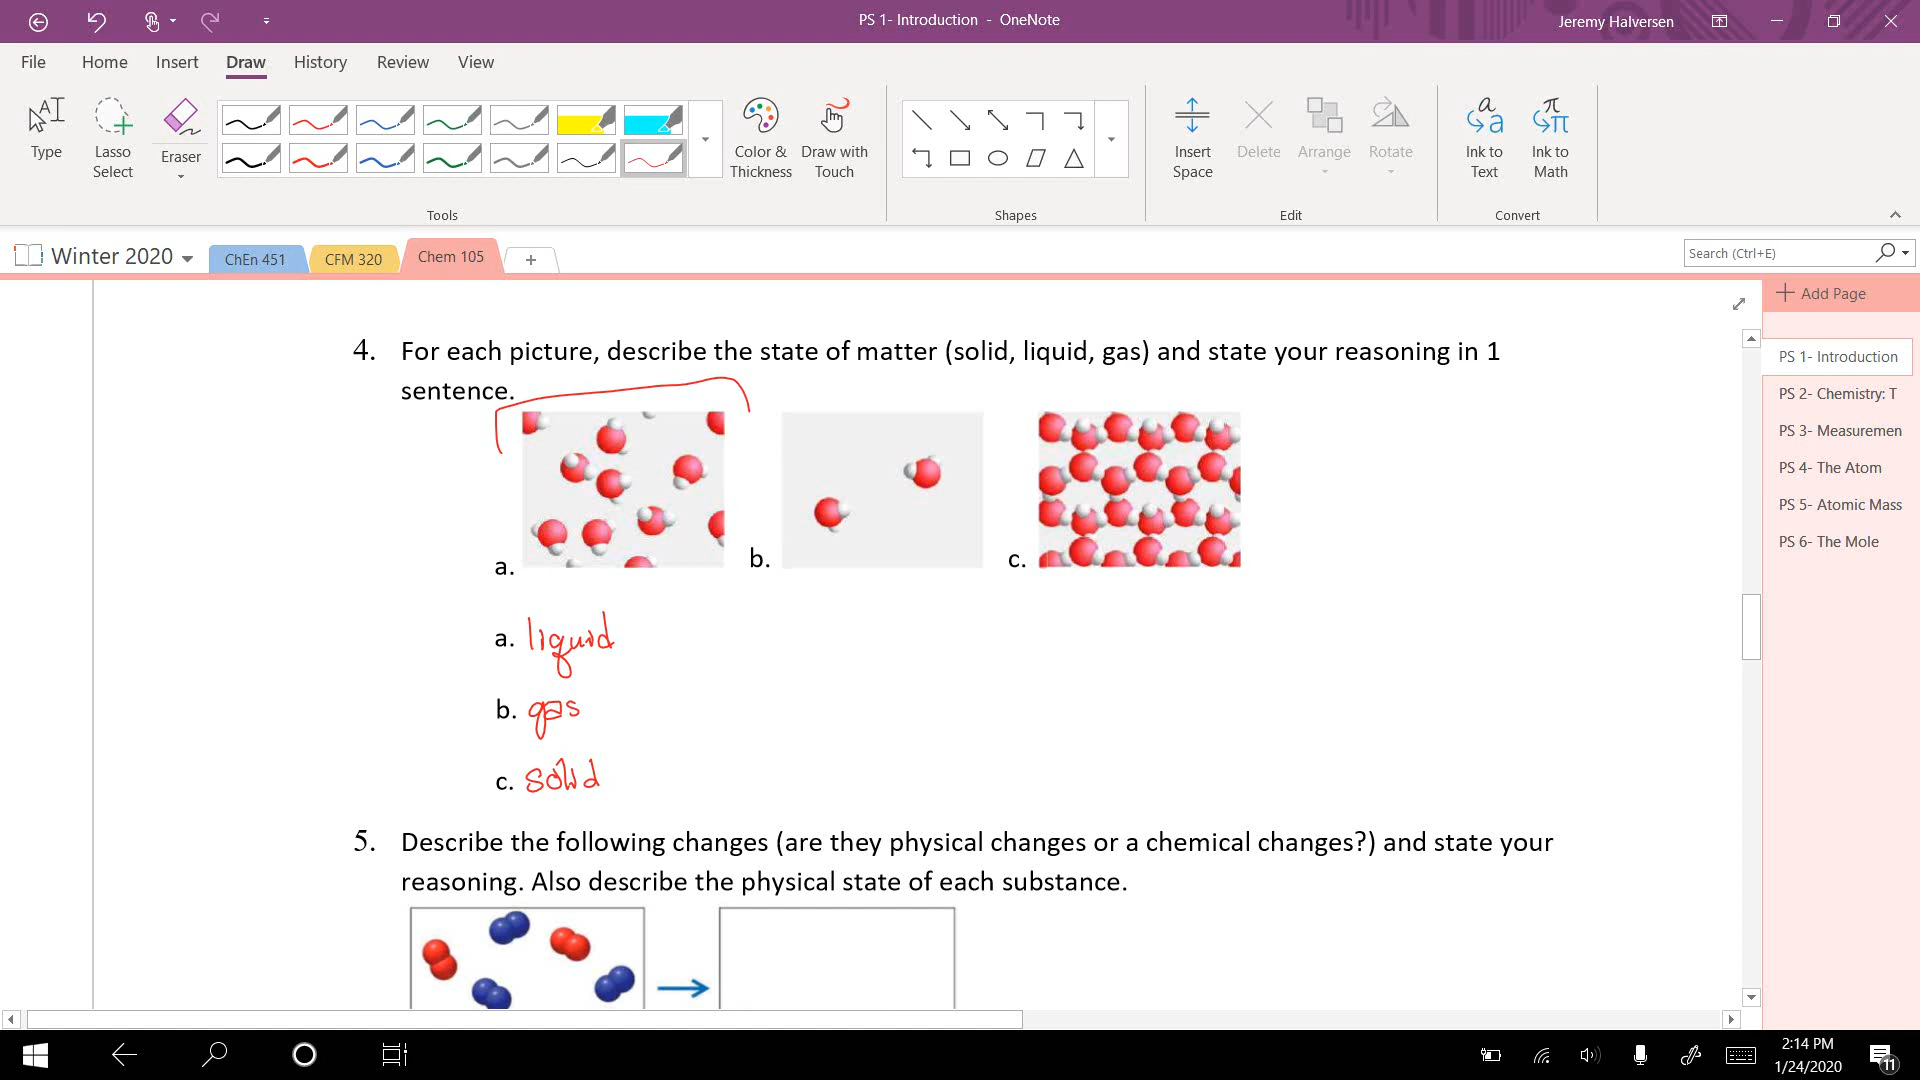 PS 1- Introduction - OneNote
Jeremy Halversen
File Home Insert Draw History Review View
Type
Lasso Select
Eraser
Color & Thickness
Draw with Touch
Insert Space
Delete
Arrange
Rotate
Ink to Text
Ink to Math
Tools
Shapes
Edit
Convert
Winter 2020
ChEn 451
CFM 320
Chem 105
+
Search (Ctrl+E)
Add Page
PS 1- Introduction
PS 2- Chemistry: T
PS 3- Measuremen
PS 4- The Atom
PS 5- Atomic Mass
PS 6- The Mole
4. For each picture, describe the state of matter (solid, liquid, gas) and state your reasoning in 1
sentence.
a. b. c.
a. liquid
b. gas
c. solid
5. Describe the following changes (are they physical changes or a chemical changes?) and state your
reasoning. Also describe the physical state of each substance.
2:14 PM
1/24/2020
11